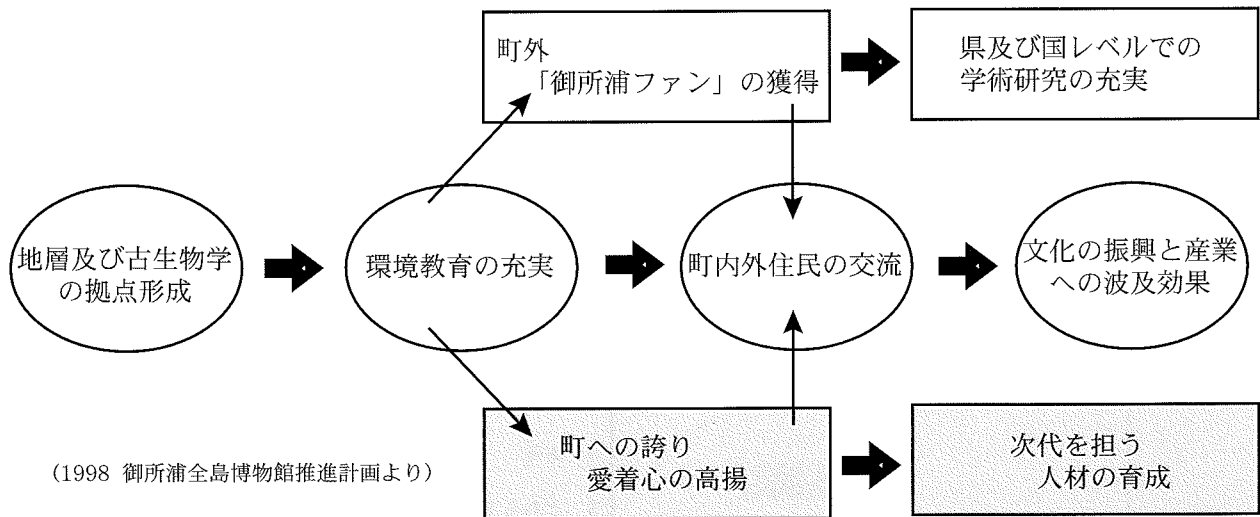 町外
「御所浦ファン」の獲得
県及び国レベルでの
学術研究の充実
地層及び古生物学
の拠点形成
環境教育の充実
町内外住民の交流
文化の振興と産業
への波及効果
町への誇り
愛着心の高揚
次代を担う
人材の育成
(1998 御所浦全島博物館推進計画より)